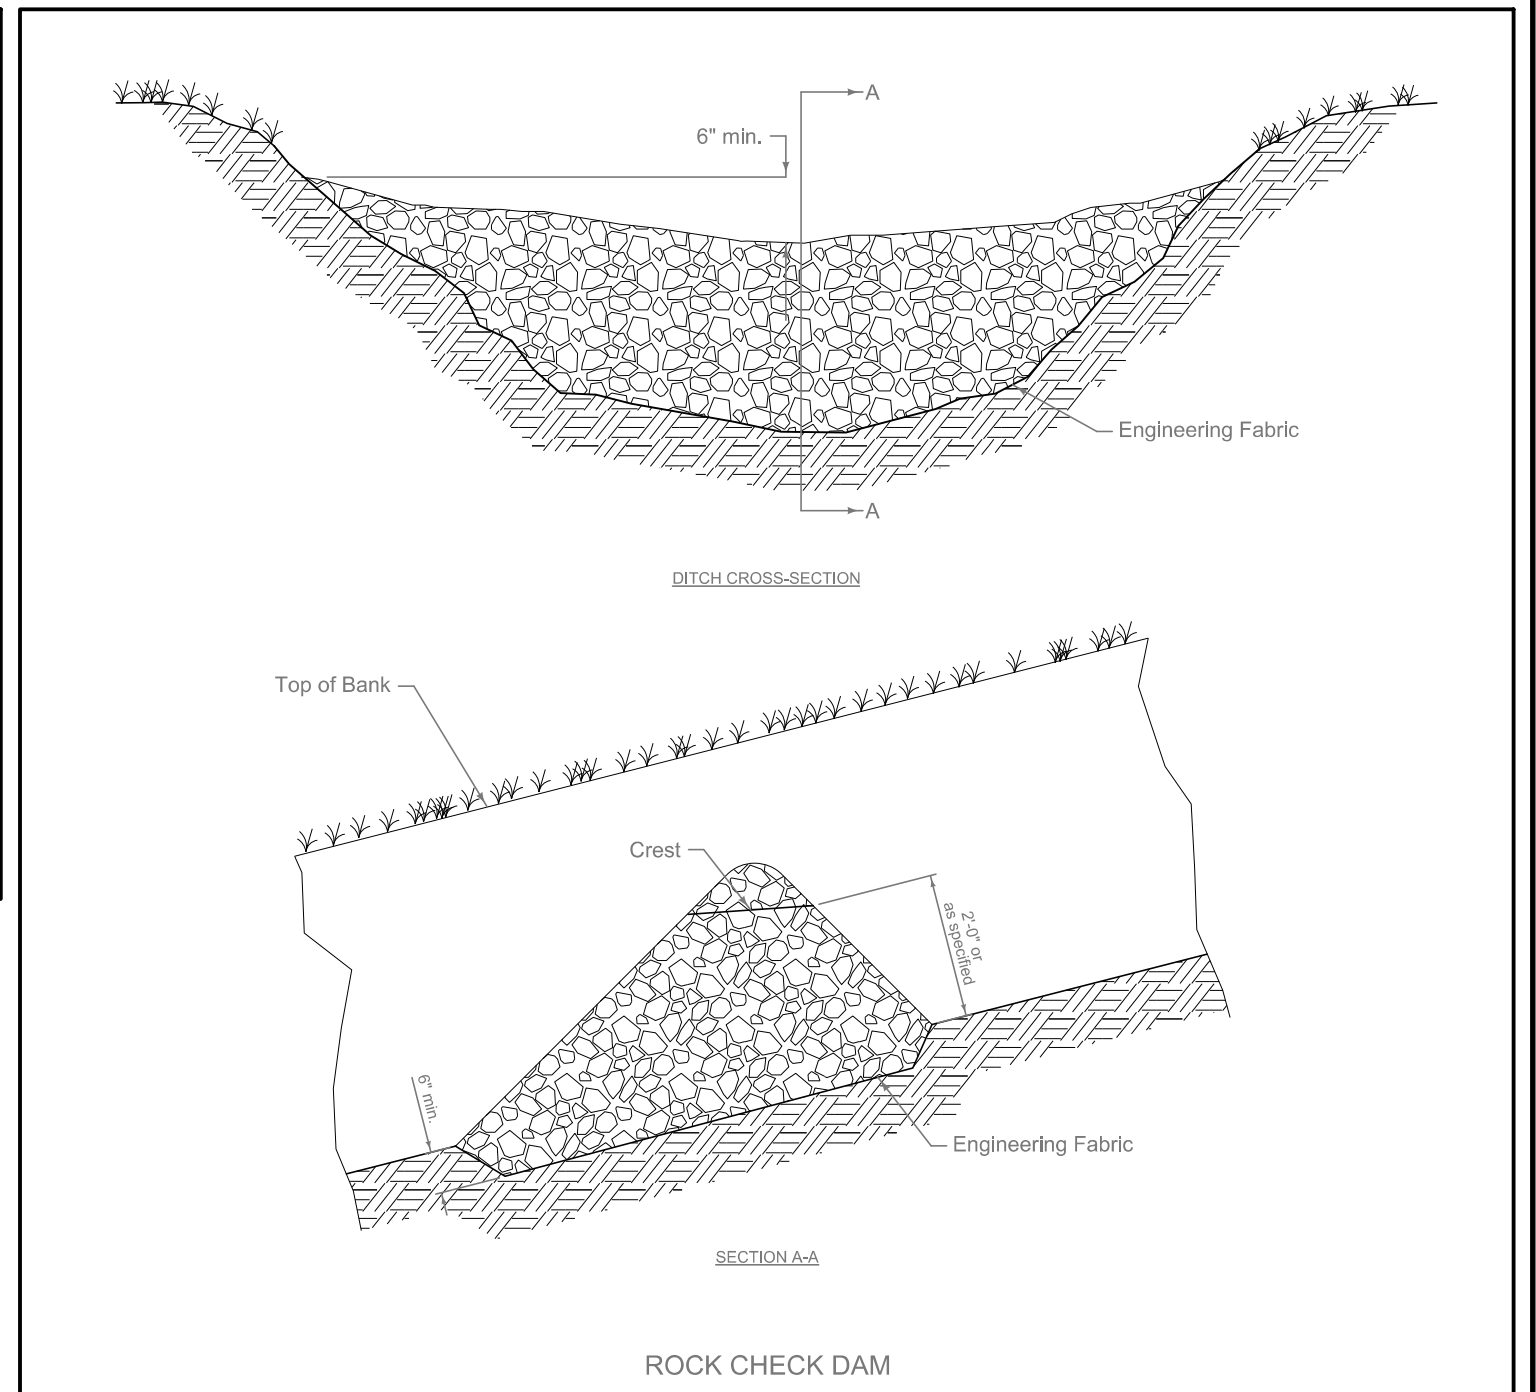 A
6" min.
Engineering Fabric
A
DITCH CROSS-SECTION
Top of Bank
Crest
2'-0" or
as specified
6" min.
Engineering Fabric
SECTION A-A
ROCK CHECK DAM